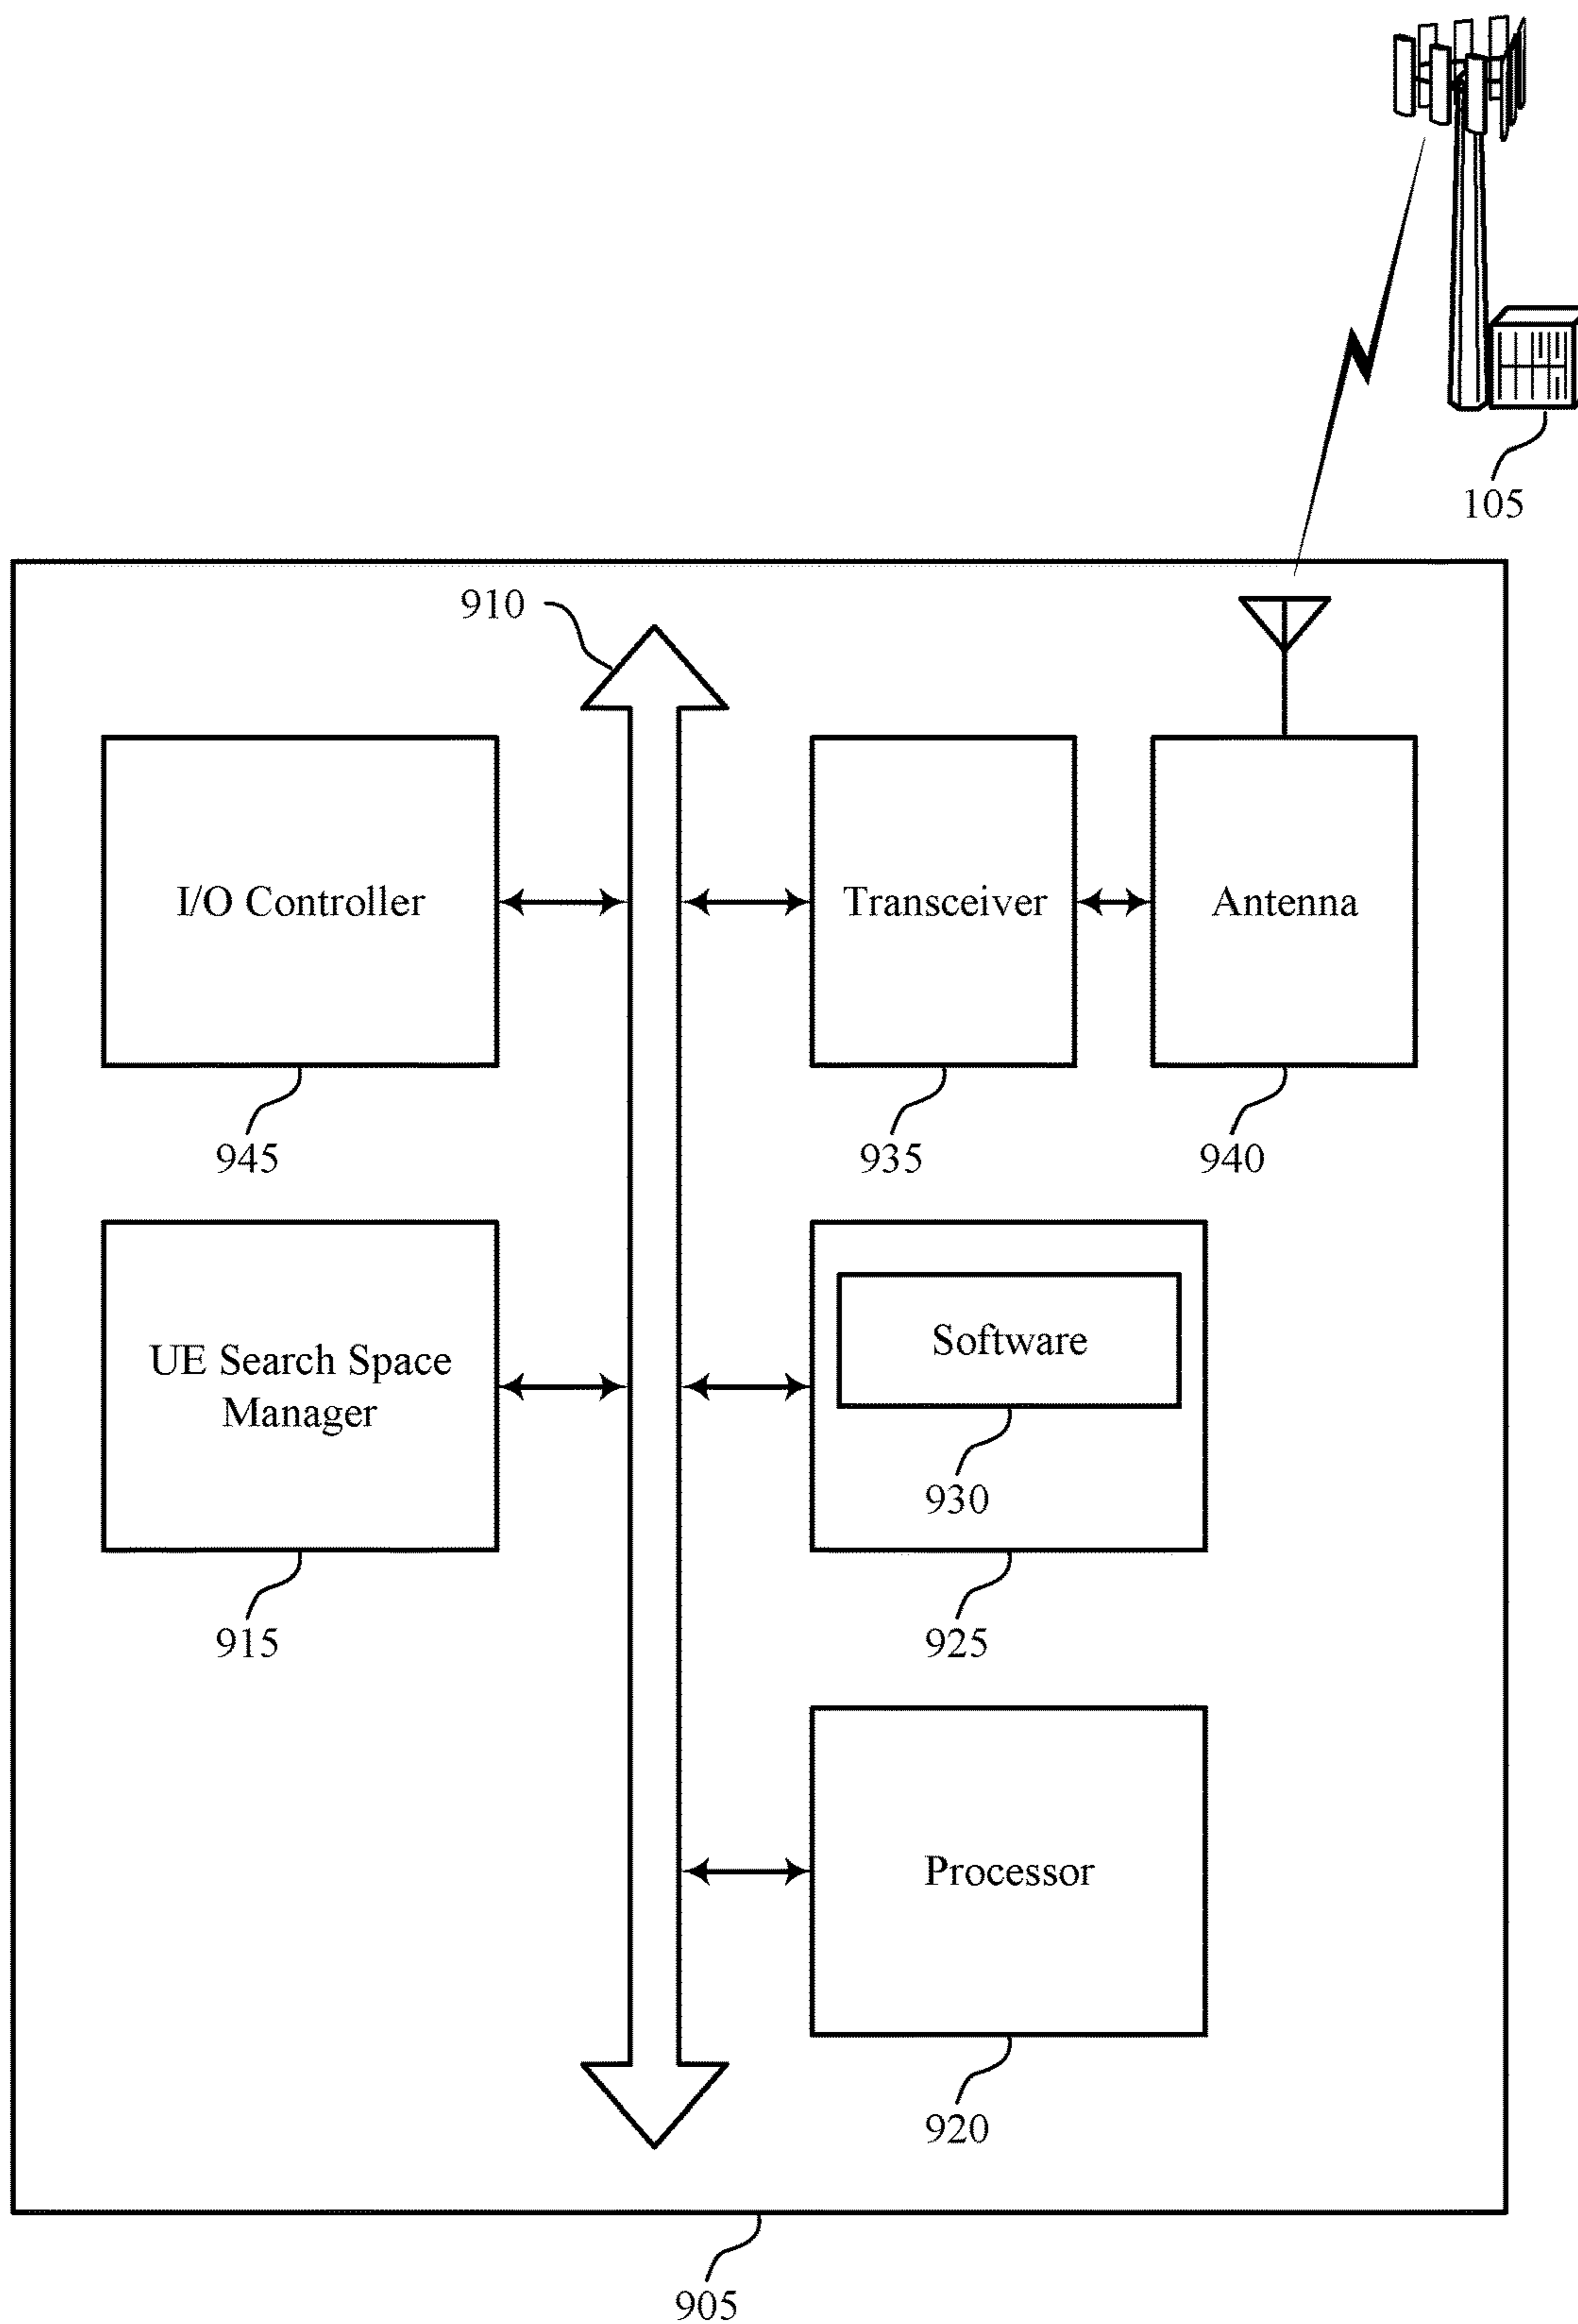 105
910
I/O Controller
Transceiver
Antenna
945
935
940
UE Search Space
Manager
Software
930
915
925
Processor
920
905